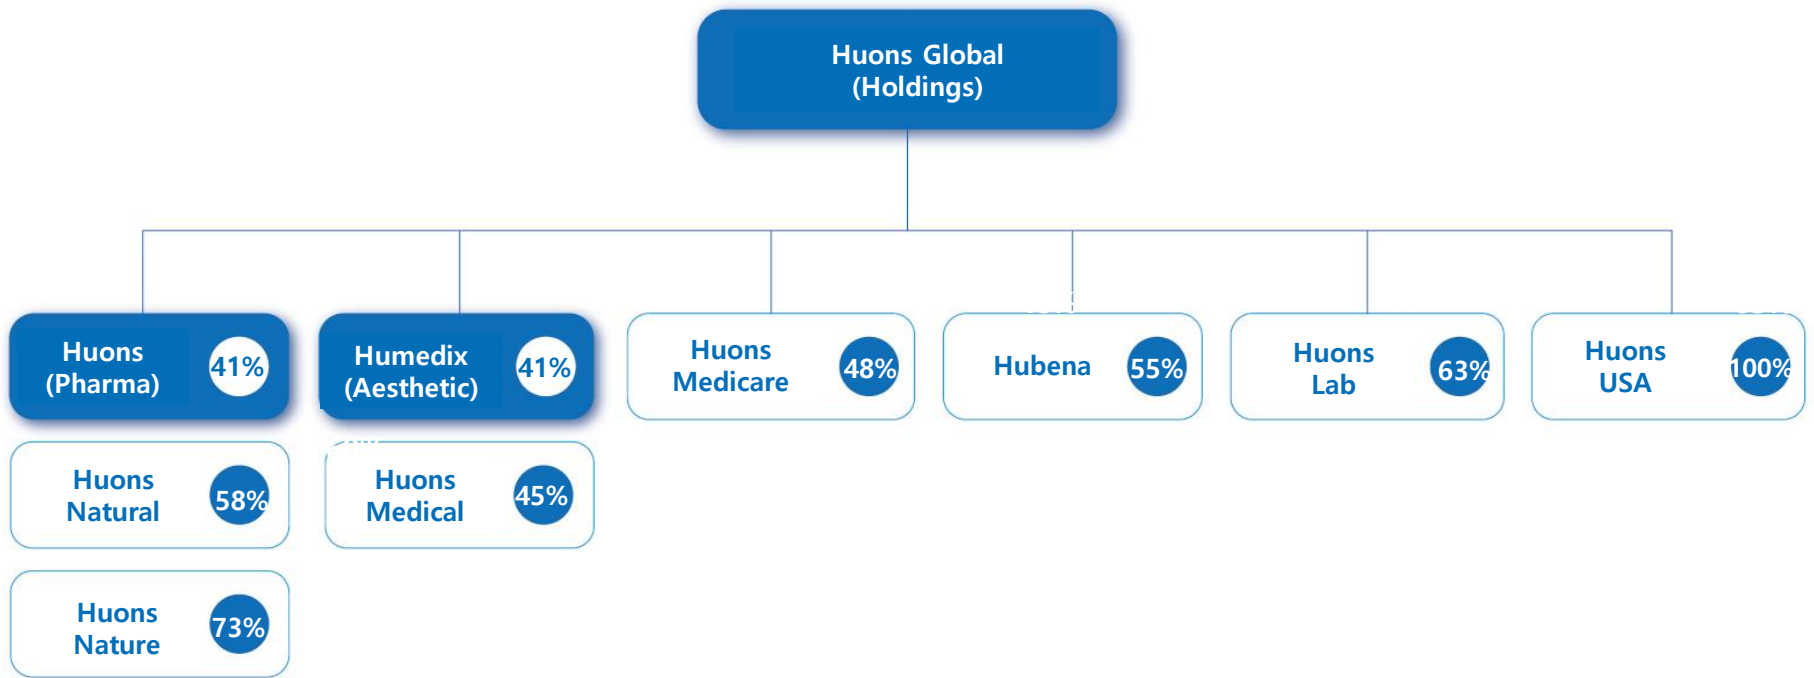 Huons Global
(Holdings)
Huons
(Pharma)
41%
Humedix
(Aesthetic)
41%
Huons
Medicare
48%
Hubena
55%
Huons
Lab
63%
Huons
USA
100%
Huons
Natural
58%
Huons
Medical
45%
Huons
Nature
73%